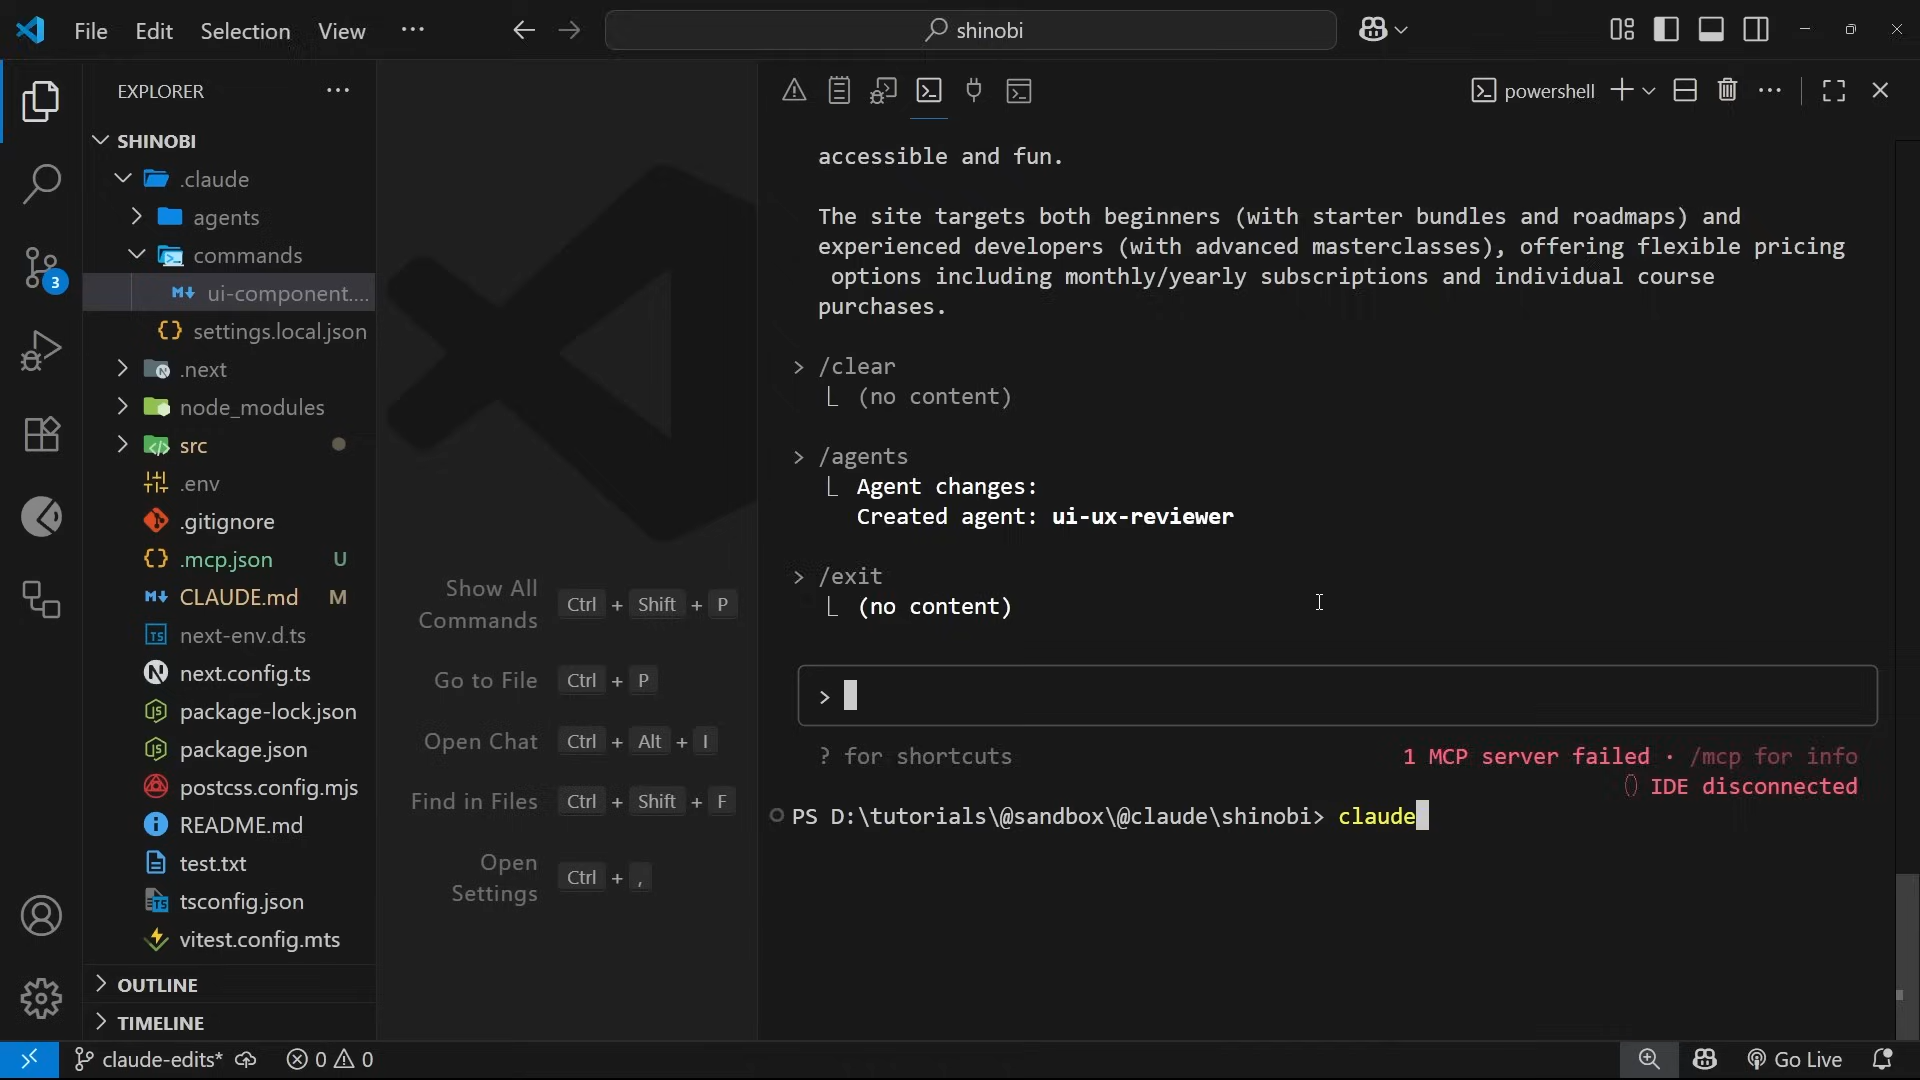 File Edit Selection View ···
shinobi
EXPLORER ···
SHINOBI
.claude
agents
commands
ui-component....
settings.local.json
.next
node_modules
src
.env
.gitignore
.mcp.json U
CLAUDE.md M
next-env.d.ts
next.config.ts
package-lock.json
package.json
postcss.config.mjs
README.md
test.txt
tsconfig.json
vitest.config.mts
OUTLINE
TIMELINE
3
Show All
Commands
Ctrl + Shift + P
Go to File Ctrl + P
Open Chat Ctrl + Alt + I
Find in Files Ctrl + Shift + F
Open
Settings
Ctrl + ,
powershell
accessible and fun.
The site targets both beginners (with starter bundles and roadmaps) and
experienced developers (with advanced masterclasses), offering flexible pricing
options including monthly/yearly subscriptions and individual course
purchases.
> /clear
⎿ (no content)
> /agents
⎿ Agent changes:
Created agent: ui-ux-reviewer
> /exit
⎿ (no content)
>
? for shortcuts
1 MCP server failed · /mcp for info
IDE disconnected
PS D:\tutorials\@sandbox\@claude\shinobi> claude
claude-edits* 0 0
Go Live